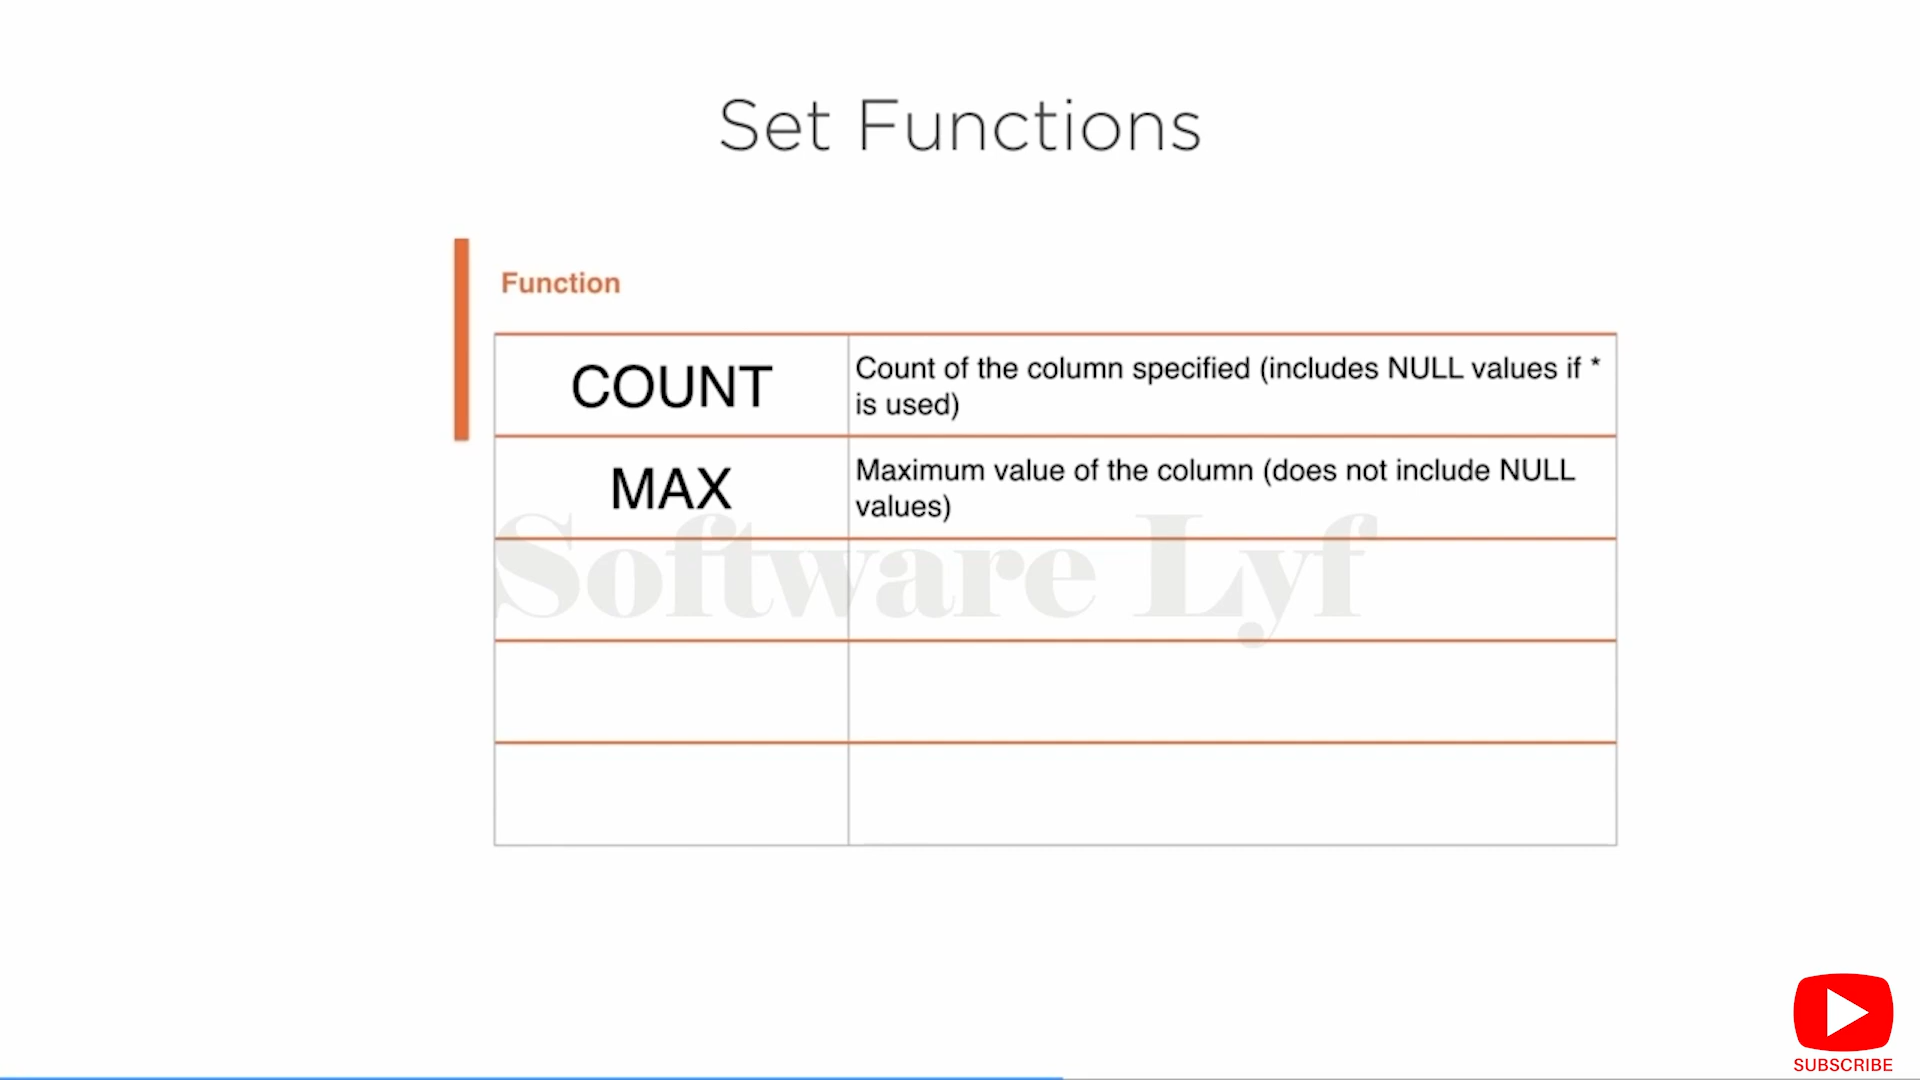 Set Functions
Function
COUNT
Count of the column specified (includes NULL values if *
is used)
MAX
Maximum value of the column (does not include NULL
values)
Software Lyf
SUBSCRIBE